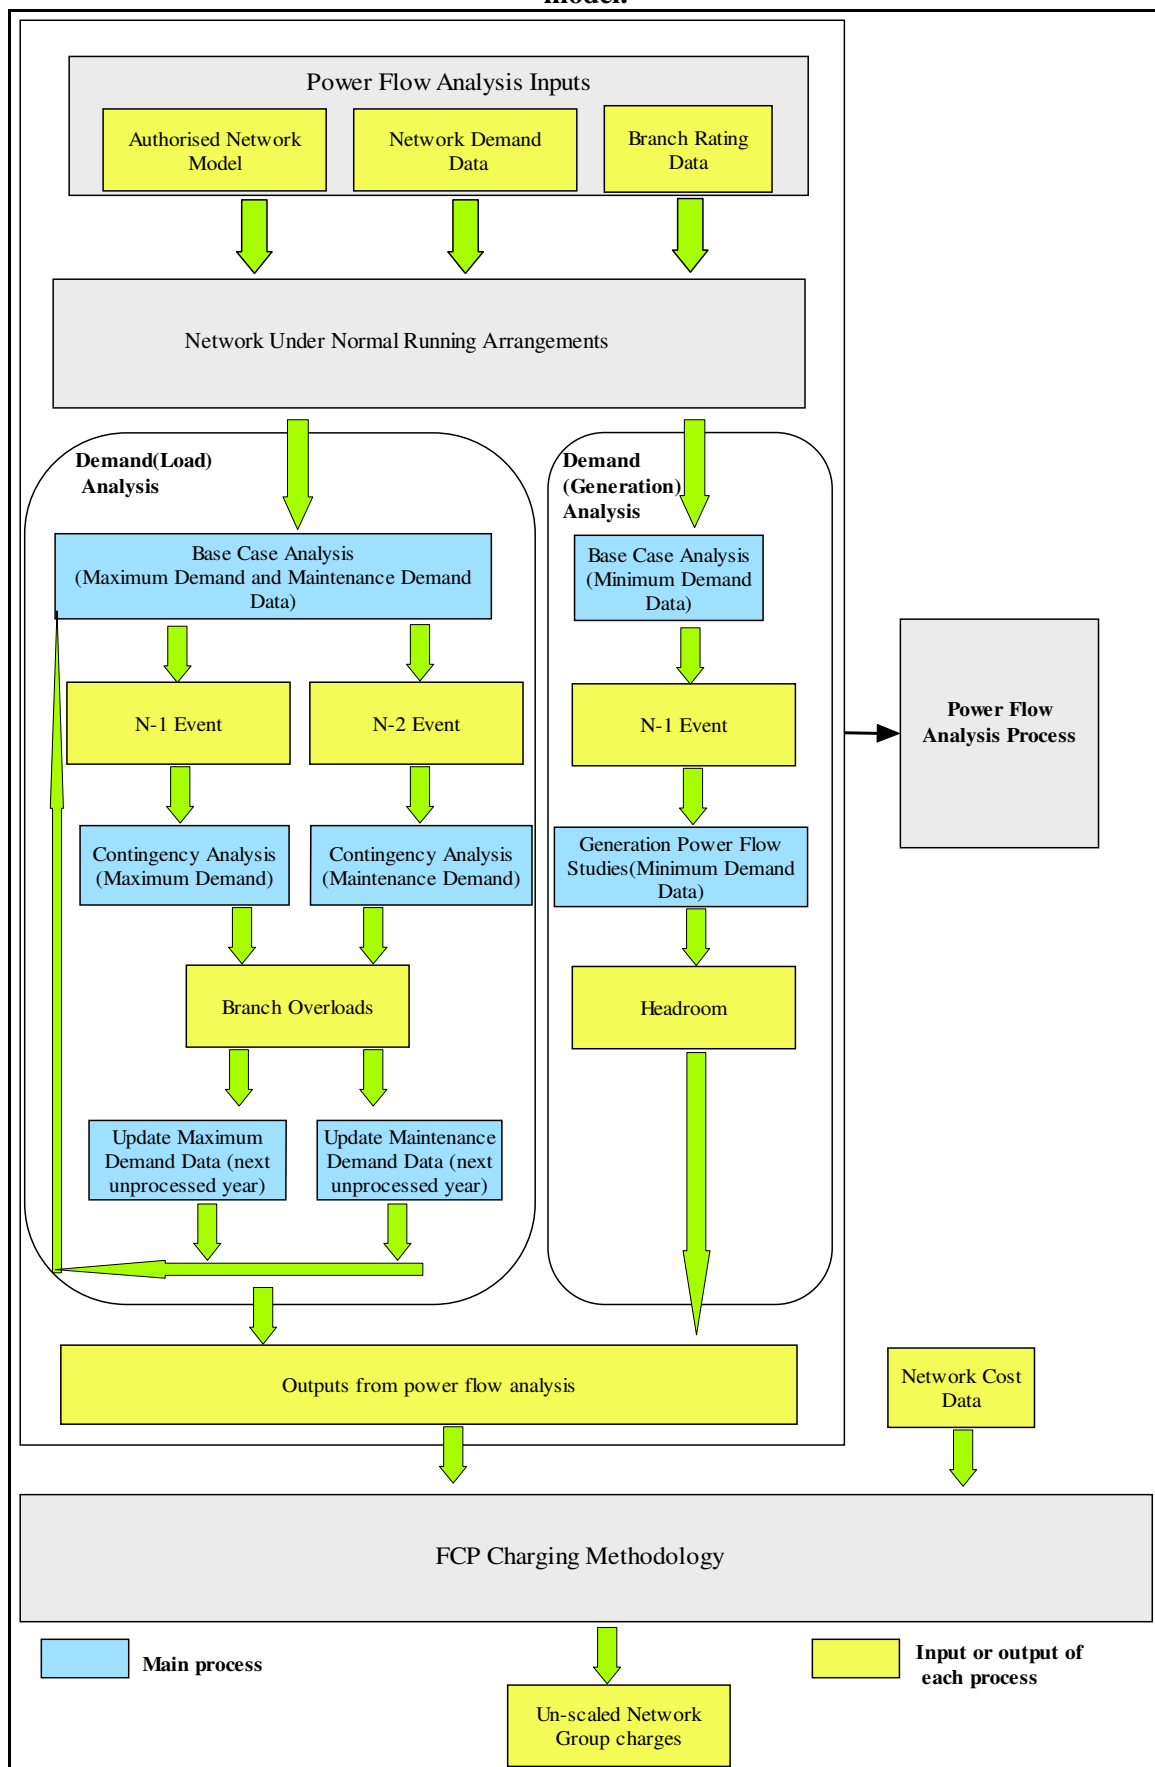 model.
Power Flow Analysis Inputs
Authorised Network
Model
Network Demand
Data
Branch Rating
Data
Network Under Normal Running Arrangements
Demand(Load)
Analysis
Demand
(Generation)
Analysis
Base Case Analysis
(Maximum Demand and Maintenance Demand
Data)
Base Case Analysis
(Minimum Demand
Data)
N-1 Event
N-2 Event
N-1 Event
Power Flow
Analysis Process
Contingency Analysis
(Maximum Demand)
Contingency Analysis
(Maintenance Demand)
Generation Power Flow
Studies(Minimum Demand
Data)
Branch Overloads
Headroom
Update Maximum
Demand Data (next
unprocessed year)
Update Maintenance
Demand Data (next
unprocessed year)
Outputs from power flow analysis
Network Cost
Data
FCP Charging Methodology
Main process
Input or output of
each process
Un-scaled Network
Group charges